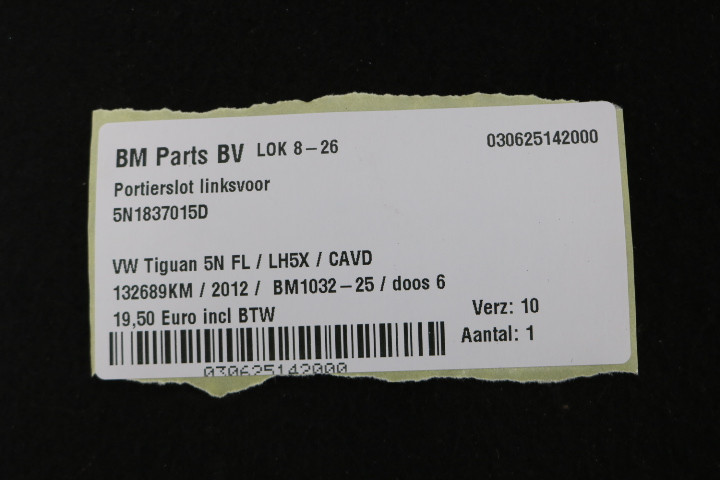 BM Parts BV LOK 8-26 030625142000
Portierslot linksvoor
5N1837015D
VW Tiguan 5N FL / LH5X / CAVD
132689KM / 2012 / BM1032-25 / doos 6
19,50 Euro incl BTW
Verz: 10
Aantal: 1
030625142000